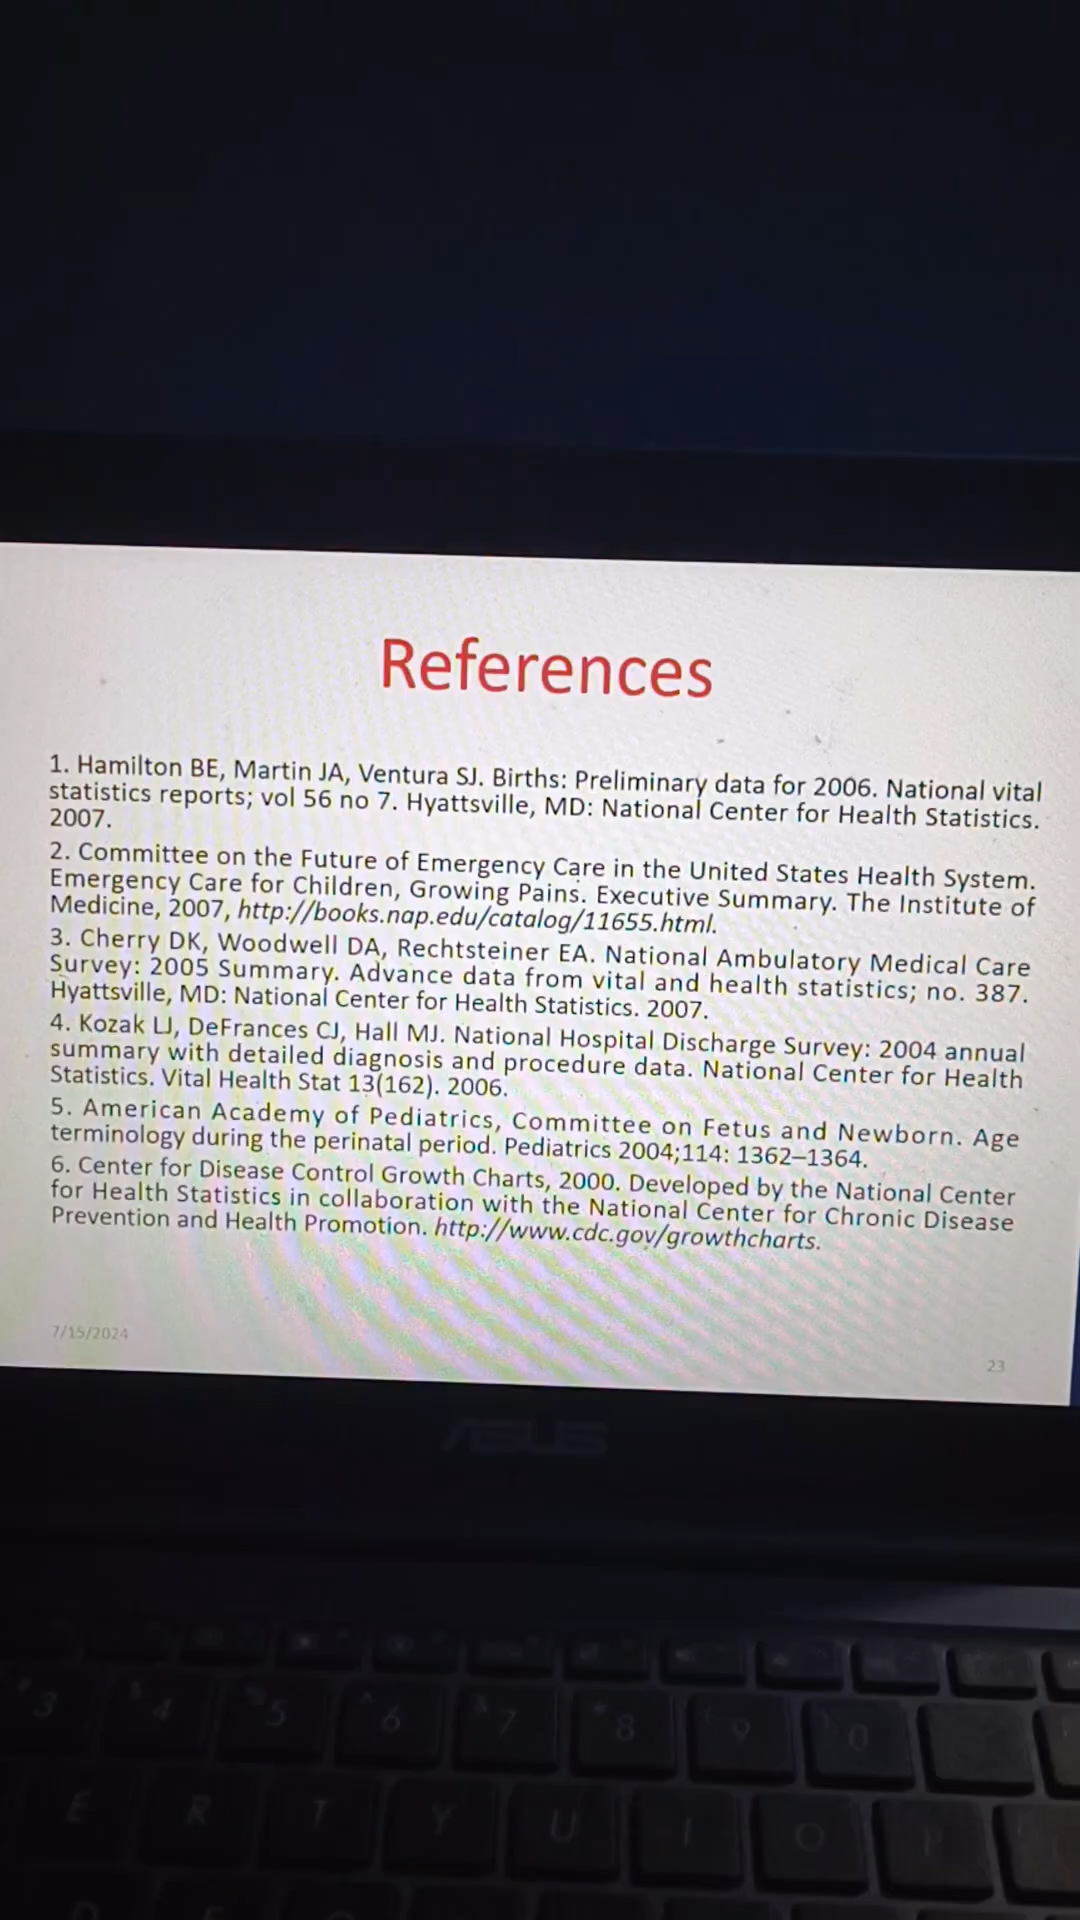 References
1. Hamilton BE, Martin JA, Ventura SJ. Births: Preliminary data for 2006. National vital
statistics reports; vol 56 no 7. Hyattsville, MD: National Center for Health Statistics.
2007.
2. Committee on the Future of Emergency Care in the United States Health System.
Emergency Care for Children, Growing Pains. Executive Summary. The Institute of
Medicine, 2007, http://books.nap.edu/catalog/11655.html.
3. Cherry DK, Woodwell DA, Rechtsteiner EA. National Ambulatory Medical Care
Survey: 2005 Summary. Advance data from vital and health statistics; no. 387.
Hyattsville, MD: National Center for Health Statistics. 2007.
4. Kozak LJ, DeFrances CJ, Hall MJ. National Hospital Discharge Survey: 2004 annual
summary with detailed diagnosis and procedure data. National Center for Health
Statistics. Vital Health Stat 13(162). 2006.
5. American Academy of Pediatrics, Committee on Fetus and Newborn. Age
terminology during the perinatal period. Pediatrics 2004;114: 1362–1364.
6. Center for Disease Control Growth Charts, 2000. Developed by the National Center
for Health Statistics in collaboration with the National Center for Chronic Disease
Prevention and Health Promotion. http://www.cdc.gov/growthcharts.
7/15/2024
23
ASUS
3 4 5 6 7 8 9 0
E R T Y U I O P